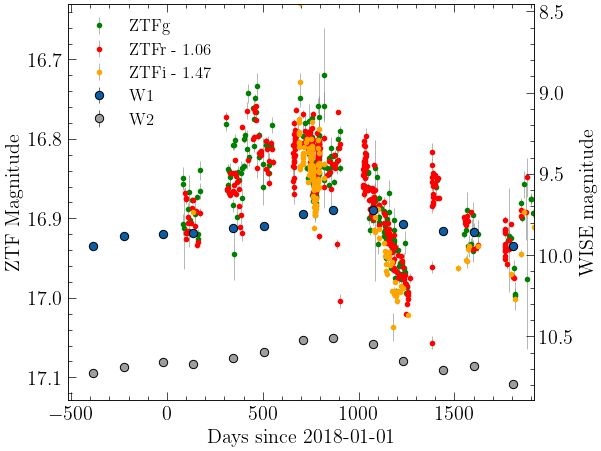 ZTFg
ZTFr - 1.06
ZTFi - 1.47
W1
W2
16.7
16.8
16.9
17.0
17.1
ZTF Magnitude
8.5
9.0
9.5
10.0
10.5
WISE magnitude
−500
0
500
1000
1500
Days since 2018-01-01